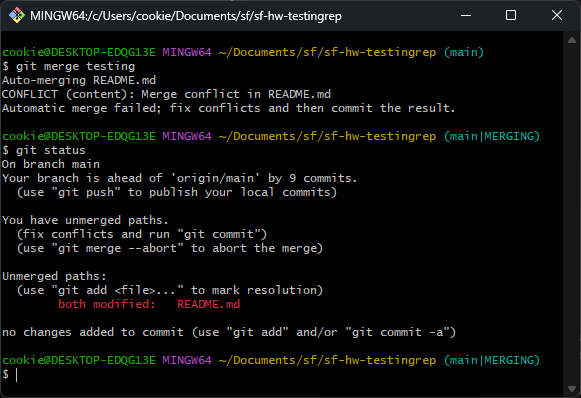 MINGW64:/c/Users/cookie/Documents/sf/sf-hw-testingrep
cookie@DESKTOP-EDQG13E MINGW64 ~/Documents/sf/sf-hw-testingrep (main)
$ git merge testing
Auto-merging README.md
CONFLICT (content): Merge conflict in README.md
Automatic merge failed; fix conflicts and then commit the result.
cookie@DESKTOP-EDQG13E MINGW64 ~/Documents/sf/sf-hw-testingrep (main|MERGING)
$ git status
On branch main
Your branch is ahead of 'origin/main' by 9 commits.
  (use "git push" to publish your local commits)
You have unmerged paths.
  (fix conflicts and run "git commit")
  (use "git merge --abort" to abort the merge)
Unmerged paths:
  (use "git add <file>..." to mark resolution)
        both modified:   README.md
no changes added to commit (use "git add" and/or "git commit -a")
cookie@DESKTOP-EDQG13E MINGW64 ~/Documents/sf/sf-hw-testingrep (main|MERGING)
$